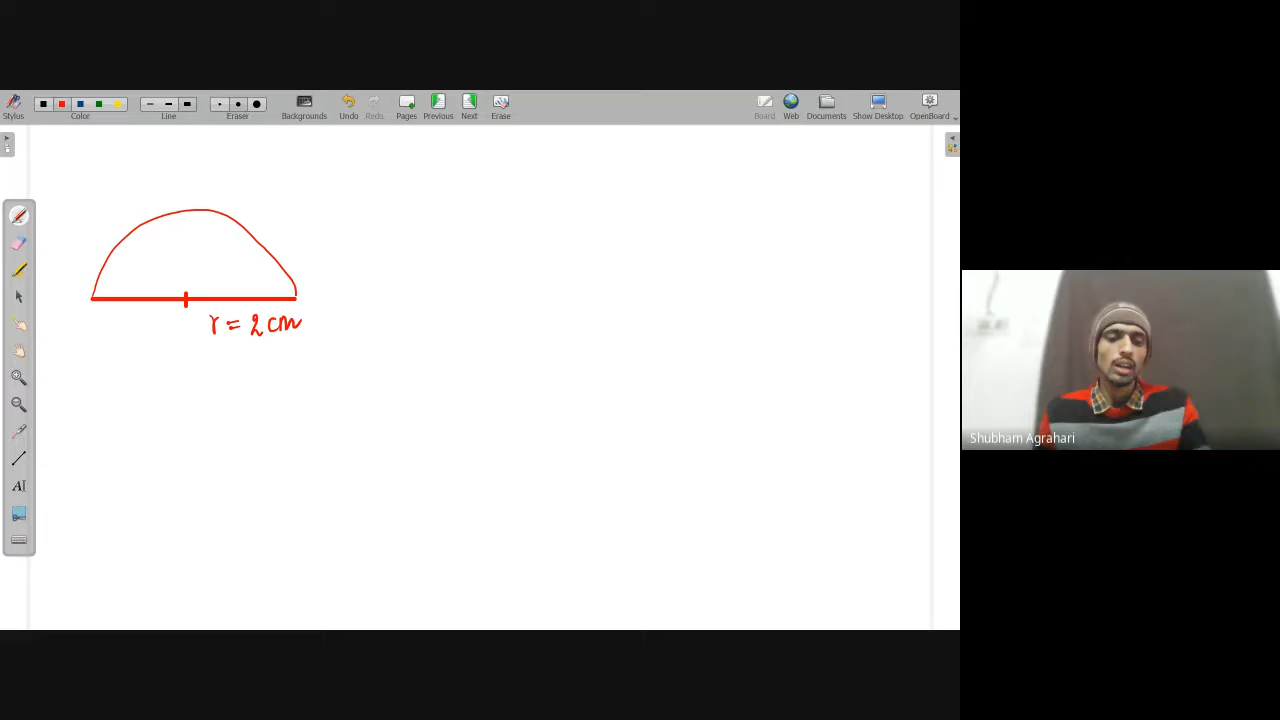 Stylus
Color
Line
Eraser
Backgrounds
Undo
Redo
Pages
Previous
Next
Erase
Board
Web
Documents
Show Desktop
OpenBoard
r = 2 cm
AI
Shubham Agrahari